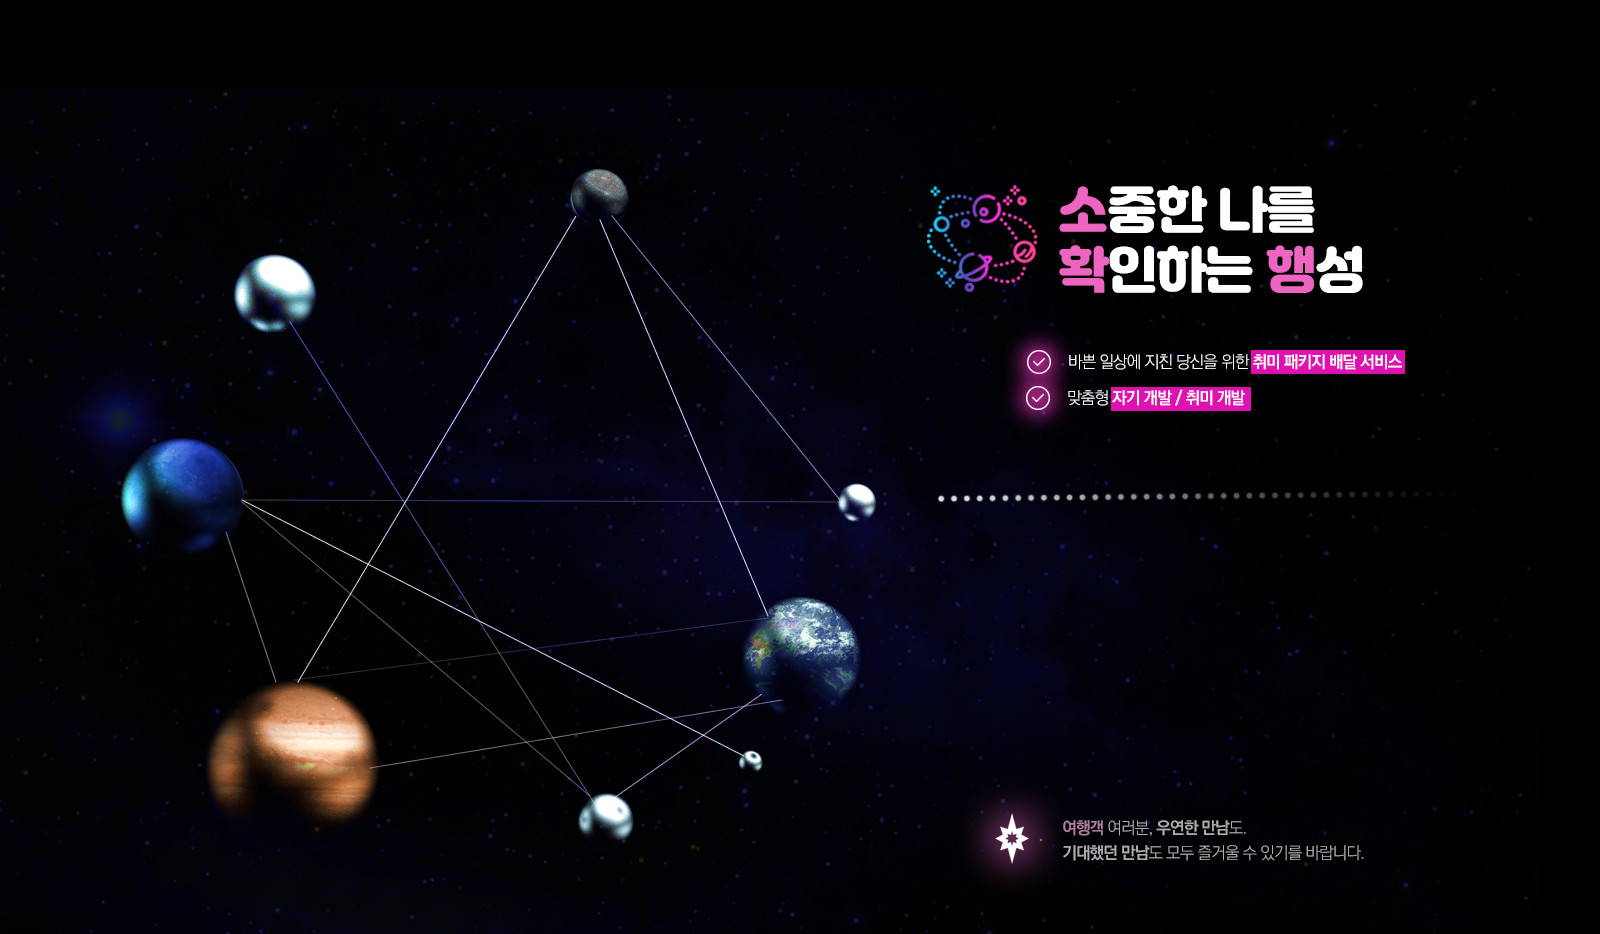 소중한 나를
확인하는 행성
바쁜 일상에 지친 당신을 위한 취미 패키지 배달 서비스
맞춤형 자기 개발 / 취미 개발
여행객 여러분, 우연한 만남도.
기대했던 만남도 모두 즐거울 수 있기를 바랍니다.